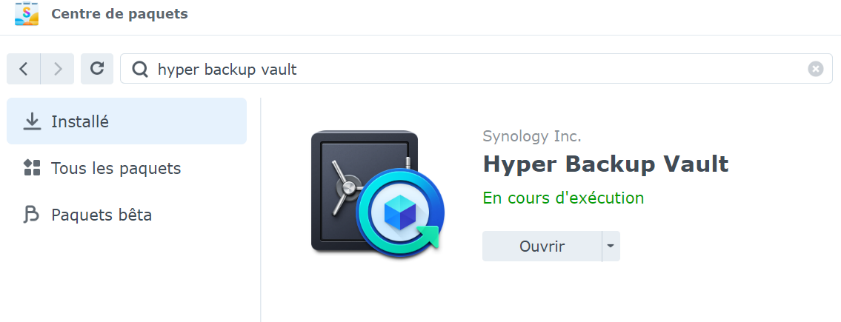 Centre de paquets
hyper backup vault
Installé
Tous les paquets
Paquets bêta
Synology Inc.
Hyper Backup Vault
En cours d'exécution
Ouvrir